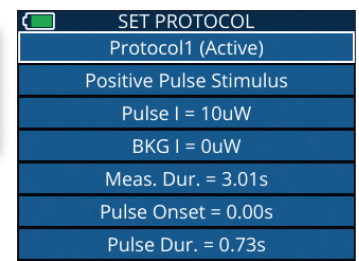 SET PROTOCOL
Protocol1 (Active)
Positive Pulse Stimulus
Pulse I = 10uW
BKG I = 0uW
Meas. Dur. = 3.01s
Pulse Onset = 0.00s
Pulse Dur. = 0.73s